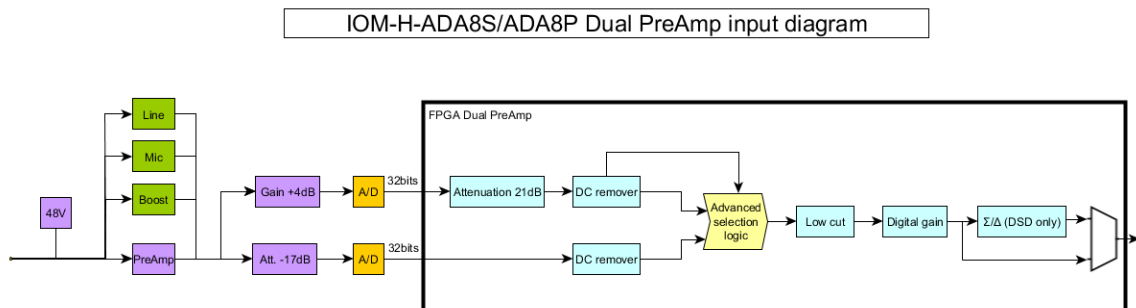 IOM-H-ADA8S/ADA8P Dual PreAmp input diagram
FPGA Dual PreAmp
Line
Mic
Boost
48V
PreAmp
Gain +4dB
A/D
32bits
Attenuation 21dB
DC remover
Advanced
selection
logic
Low cut
Digital gain
Σ/Δ (DSD only)
Att. -17dB
A/D
32bits
DC remover